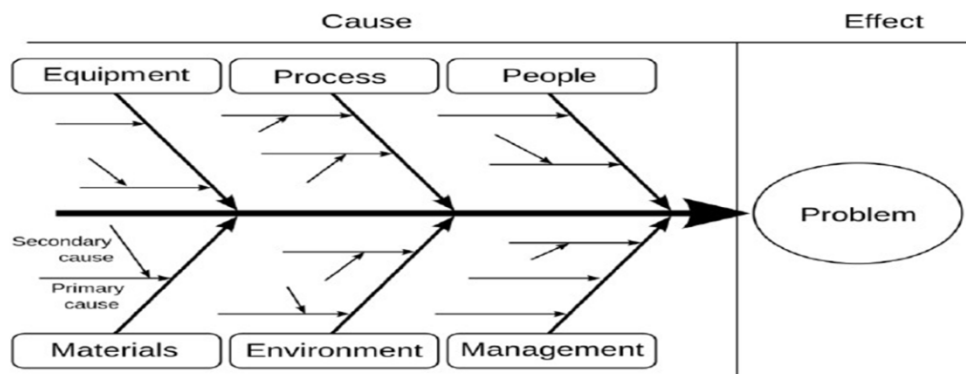 Cause
Effect
Equipment
Process
People
Problem
Secondary
cause
Primary
cause
Materials
Environment
Management